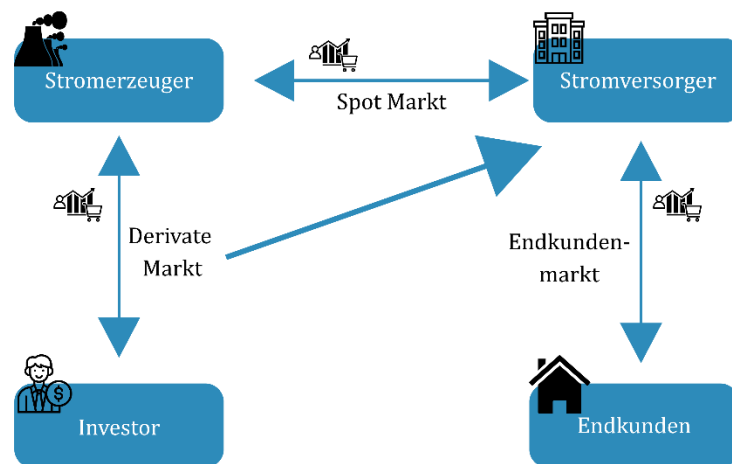 Stromerzeuger
Stromversorger
Spot Markt
Derivate
Markt
Endkunden-
markt
Investor
Endkunden
$